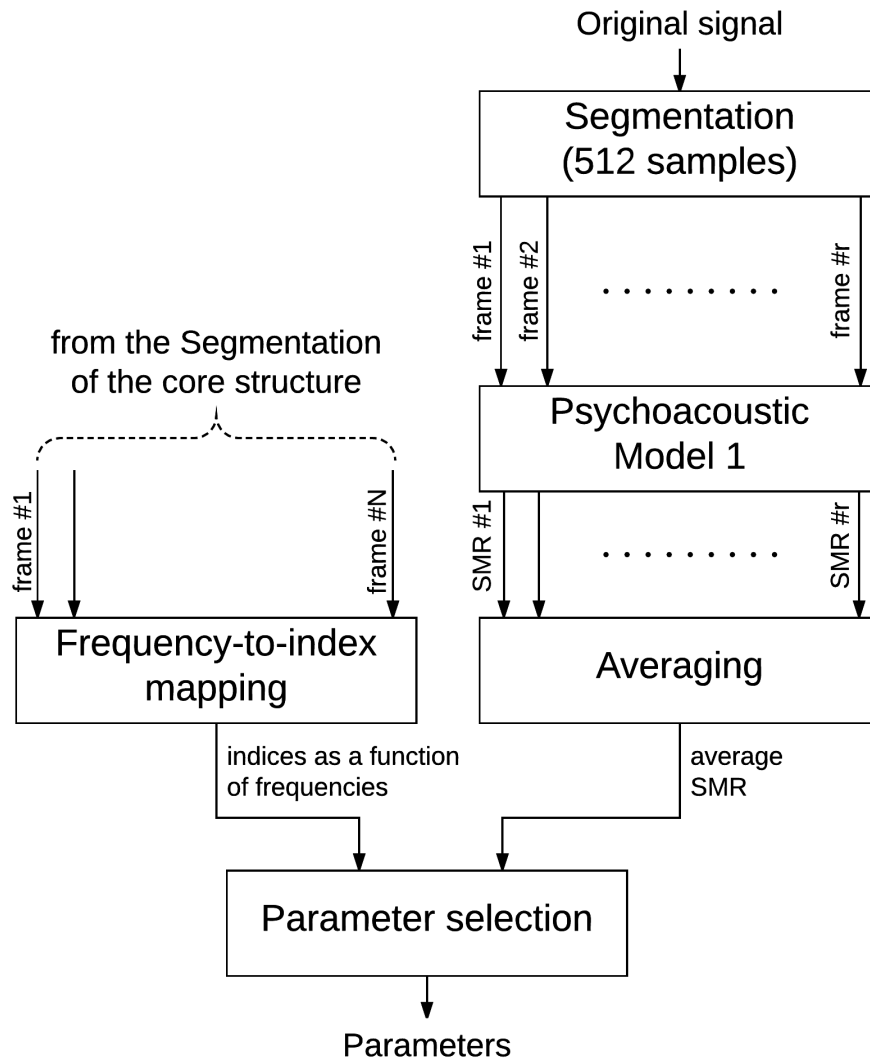 Original signal
Segmentation
(512 samples)
frame #1
frame #2
frame #r
from the Segmentation
of the core structure
Psychoacoustic
Model 1
frame #1
frame #N
SMR #1
SMR #r
Frequency-to-index
mapping
Averaging
indices as a function
of frequencies
average
SMR
Parameter selection
Parameters